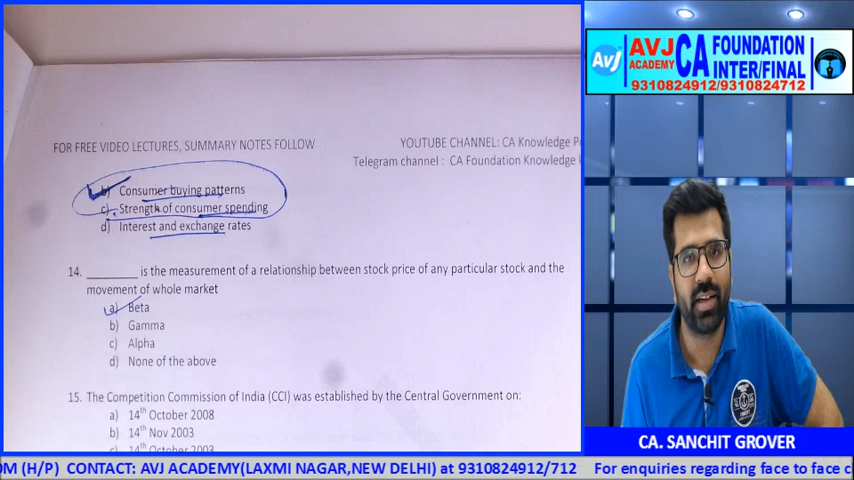 FOR FREE VIDEO LECTURES, SUMMARY NOTES FOLLOW
YOUTUBE CHANNEL: CA Knowledge
Telegram channel : CA Foundation Knowledge
b) Consumer buying patterns
c) Strength of consumer spending
d) Interest and exchange rates
14. ________ is the measurement of a relationship between stock price of any particular stock and the
movement of whole market
a) Beta
b) Gamma
c) Alpha
d) None of the above
15. The Competition Commission of India (CCI) was established by the Central Government on:
a) 14th October 2008
b) 14th Nov 2003
c) 14th October 2003
AVJ
AVJ
ACADEMY
CA FOUNDATION
INTER/FINAL
9310824912/9310824712
CA. SANCHIT GROVER
OM (H/P) CONTACT: AVJ ACADEMY(LAXMI NAGAR,NEW DELHI) at 9310824912/712 For enquiries regarding face to face c